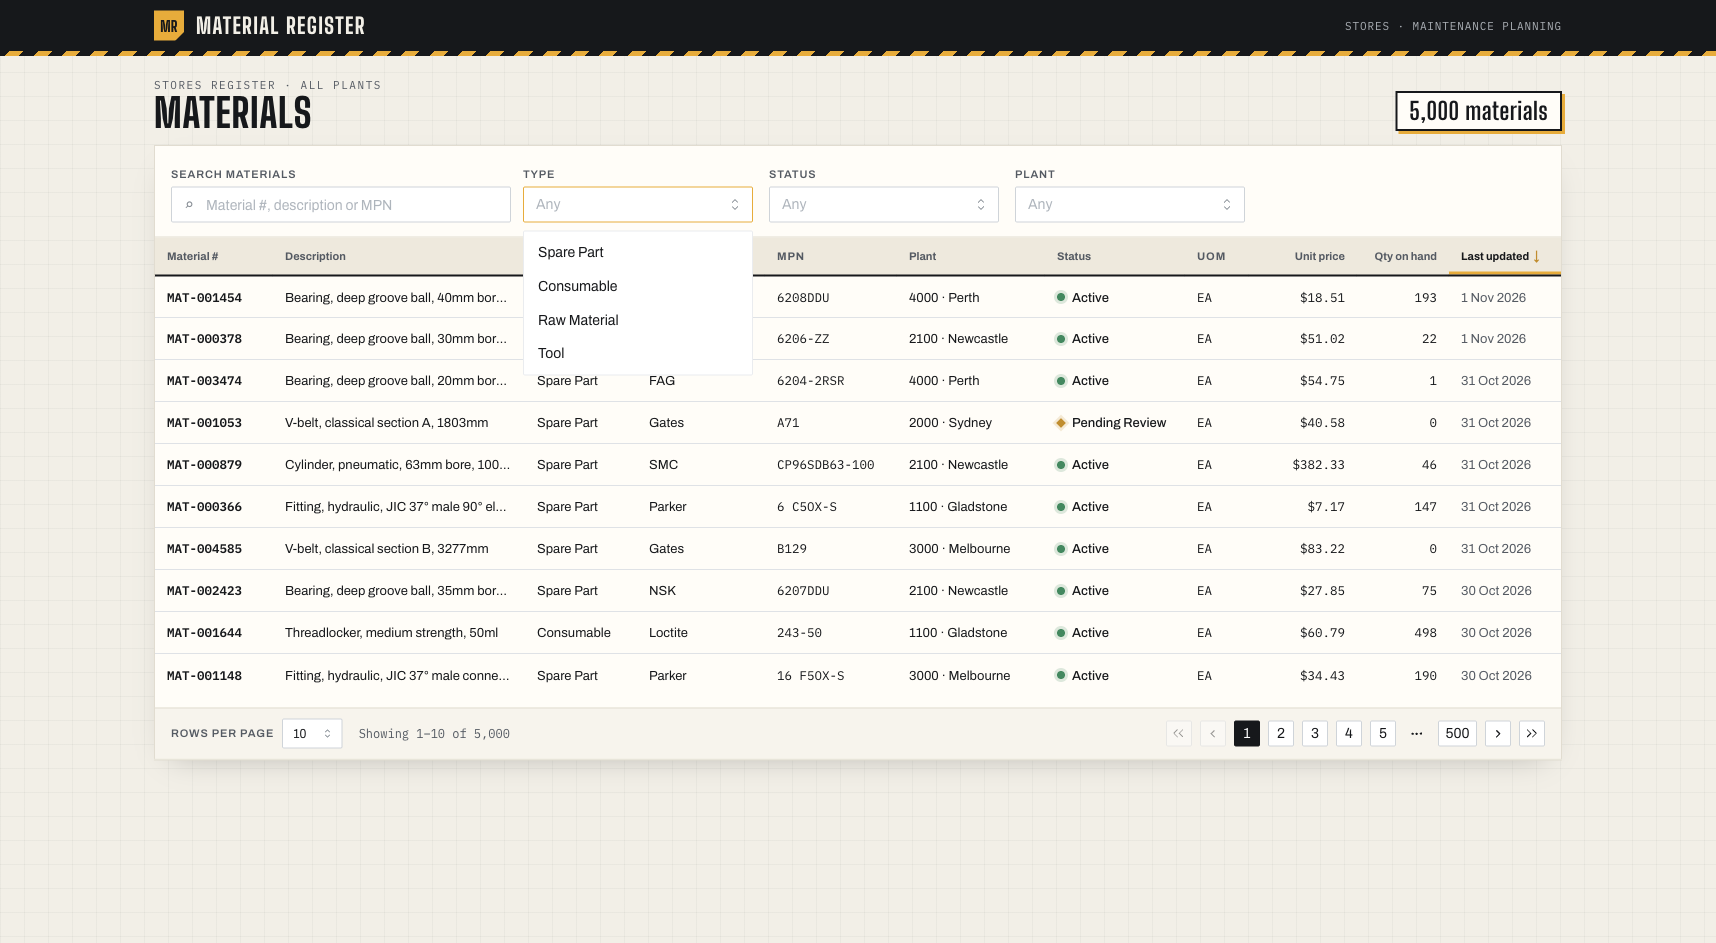 MR MATERIAL REGISTER
STORES · MAINTENANCE PLANNING
STORES REGISTER · ALL PLANTS
MATERIALS
5,000 materials
SEARCH MATERIALS TYPE STATUS PLANT
Material #, description or MPN Any Any Any
Spare Part
Consumable
Raw Material
Tool
Material # Description MPN Plant Status UOM Unit price Qty on hand Last updated ↓
MAT-001454 Bearing, deep groove ball, 40mm bor... 6208DDU 4000 · Perth Active EA $18.51 193 1 Nov 2026
MAT-000378 Bearing, deep groove ball, 30mm bor... 6206-ZZ 2100 · Newcastle Active EA $51.02 22 1 Nov 2026
MAT-003474 Bearing, deep groove ball, 20mm bor... Spare Part FAG 6204-2RSR 4000 · Perth Active EA $54.75 1 31 Oct 2026
MAT-001053 V-belt, classical section A, 1803mm Spare Part Gates A71 2000 · Sydney Pending Review EA $40.58 0 31 Oct 2026
MAT-000879 Cylinder, pneumatic, 63mm bore, 100... Spare Part SMC CP96SDB63-100 2100 · Newcastle Active EA $382.33 46 31 Oct 2026
MAT-000366 Fitting, hydraulic, JIC 37° male 90° el... Spare Part Parker 6 C5OX-S 1100 · Gladstone Active EA $7.17 147 31 Oct 2026
MAT-004585 V-belt, classical section B, 3277mm Spare Part Gates B129 3000 · Melbourne Active EA $83.22 0 31 Oct 2026
MAT-002423 Bearing, deep groove ball, 35mm bor... Spare Part NSK 6207DDU 2100 · Newcastle Active EA $27.85 75 30 Oct 2026
MAT-001644 Threadlocker, medium strength, 50ml Consumable Loctite 243-50 1100 · Gladstone Active EA $60.79 498 30 Oct 2026
MAT-001148 Fitting, hydraulic, JIC 37° male conne... Spare Part Parker 16 F5OX-S 3000 · Melbourne Active EA $34.43 190 30 Oct 2026
ROWS PER PAGE 10 Showing 1–10 of 5,000 1 2 3 4 5 ··· 500